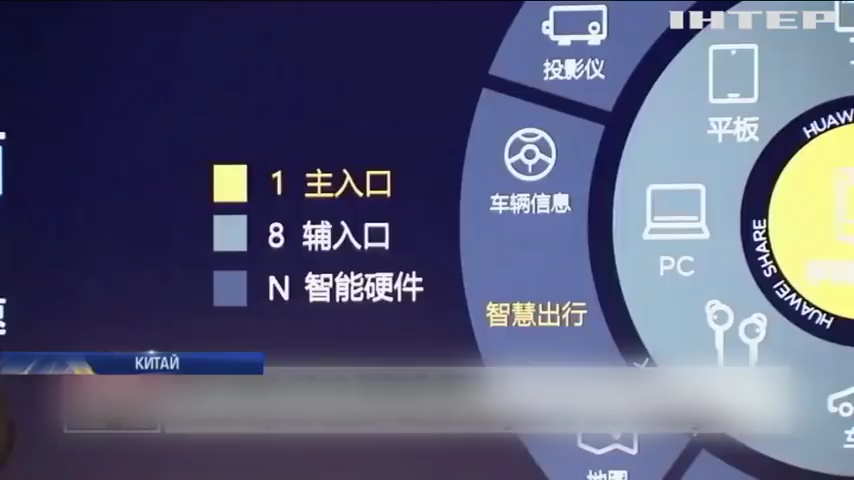 ІНТЕР
投影仪
平板
HUAW
1 主入口
车辆信息
8 辅入口
HUAWEI SHARE
PC
N 智能硬件
智慧出行
HUAWEI
КИТАЙ
地图